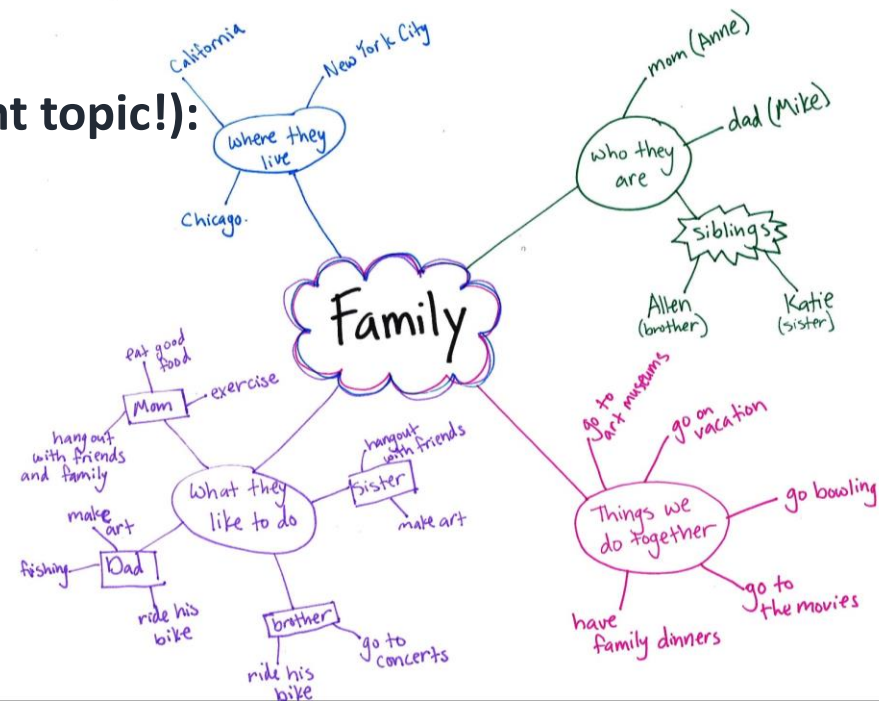 nt topic!):
California
New York City
where they
live
Chicago.
mom (Anne)
dad (Mike)
who they
are
siblings
Allen
(brother)
Katie
(sister)
Family
eat good
food
Mom
exercise
hang out
with friends
and family
What they
like to do
hangout
with friends
Sister
make art
make
art
fishing
Dad
ride his
bike
brother
go to
concerts
ride his
bike
go to
art museums
go on
vacation
Things we
do together
go bowling
go to
the movies
have
family dinners